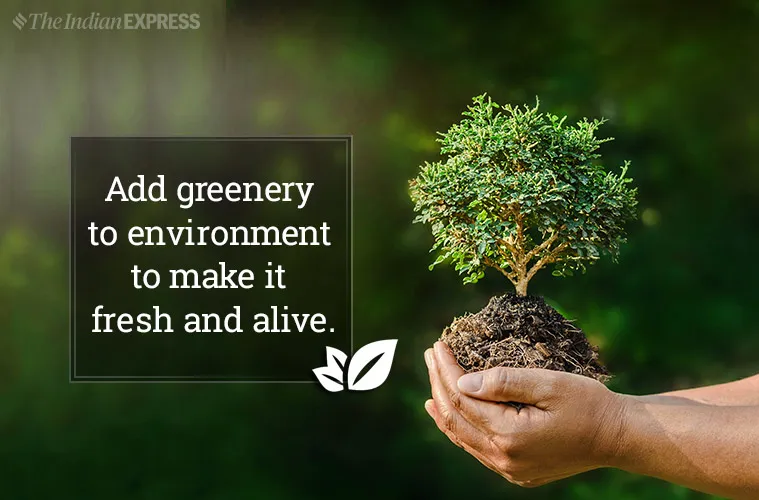 The Indian EXPRESS
Add greenery
to environment
to make it
fresh and alive.